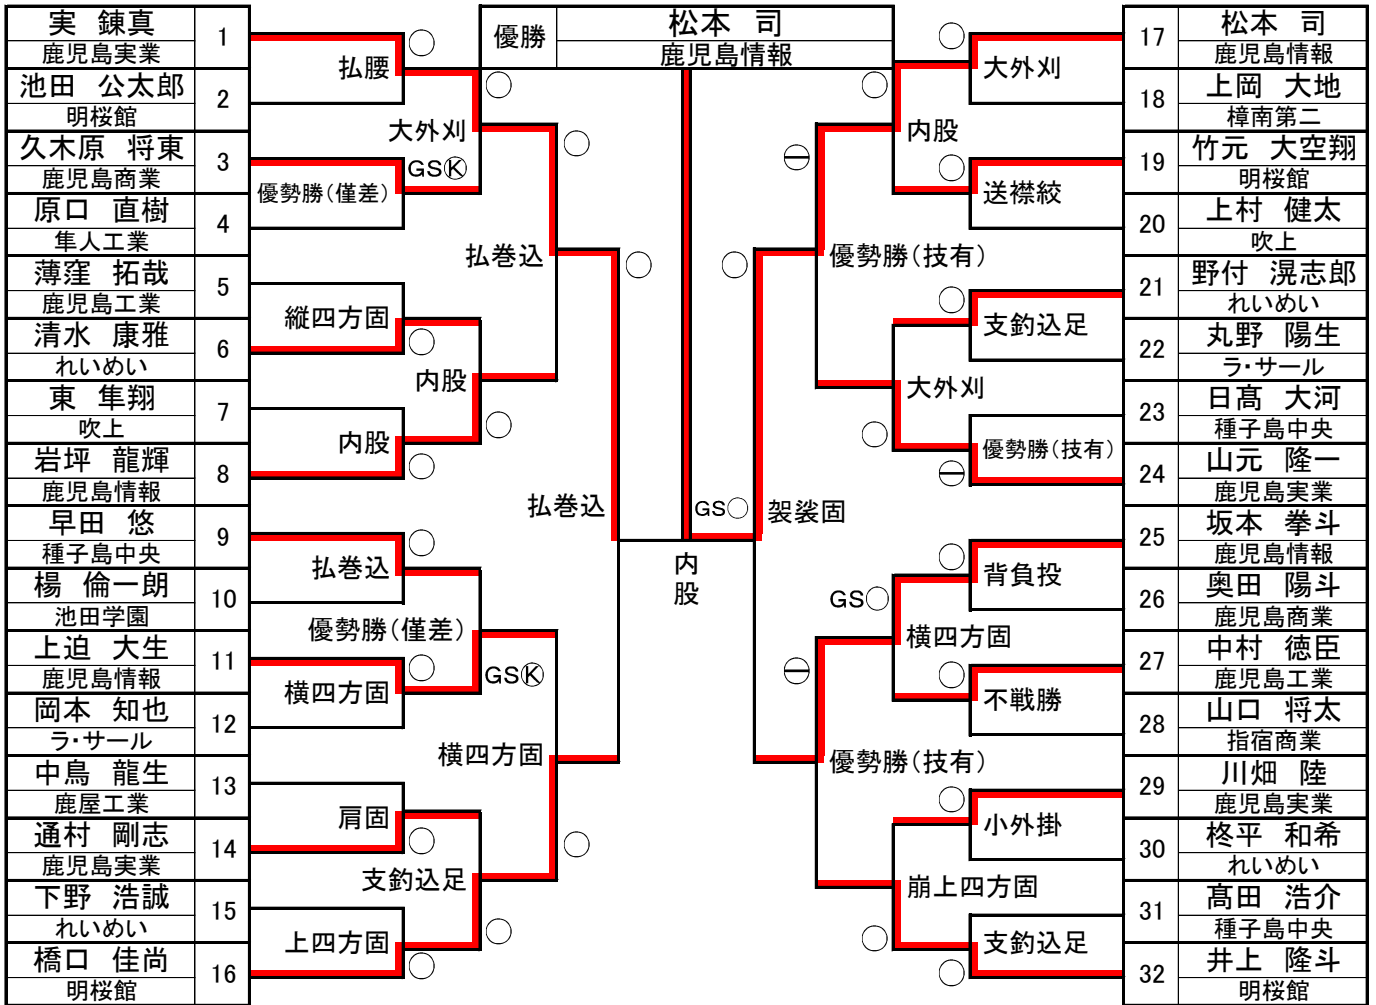 実 錬真
鹿児島実業
1
池田 公太郎
明桜館
2
久木原 将東
鹿児島商業
3
原口 直樹
隼人工業
4
薄窪 拓哉
鹿児島工業
5
清水 康雅
れいめい
6
東 隼翔
吹上
7
岩坪 龍輝
鹿児島情報
8
早田 悠
種子島中央
9
楊 倫一朗
池田学園
10
上迫 大生
鹿児島情報
11
岡本 知也
ラ・サール
12
中鳥 龍生
鹿屋工業
13
通村 剛志
鹿児島実業
14
下野 浩誠
れいめい
15
橋口 佳尚
明桜館
16
払腰
大外刈
GSⓀ
優勢勝(僅差)
払巻込
縦四方固
内股
内股
払巻込
払巻込
優勢勝(僅差)
GSⓀ
横四方固
横四方固
肩固
支釣込足
上四方固
優勝
松本 司
鹿児島情報
GS○
内股
大外刈
内股
送襟絞
優勢勝(技有)
支釣込足
大外刈
優勢勝(技有)
袈裟固
背負投
GS○
横四方固
不戦勝
優勢勝(技有)
小外掛
崩上四方固
支釣込足
17
松本 司
鹿児島情報
18
上岡 大地
樟南第二
19
竹元 大空翔
明桜館
20
上村 健太
吹上
21
野付 滉志郎
れいめい
22
丸野 陽生
ラ・サール
23
日髙 大河
種子島中央
24
山元 隆一
鹿児島実業
25
坂本 拳斗
鹿児島情報
26
奥田 陽斗
鹿児島商業
27
中村 徳臣
鹿児島工業
28
山口 将太
指宿商業
29
川畑 陸
鹿児島実業
30
柊平 和希
れいめい
31
髙田 浩介
種子島中央
32
井上 隆斗
明桜館